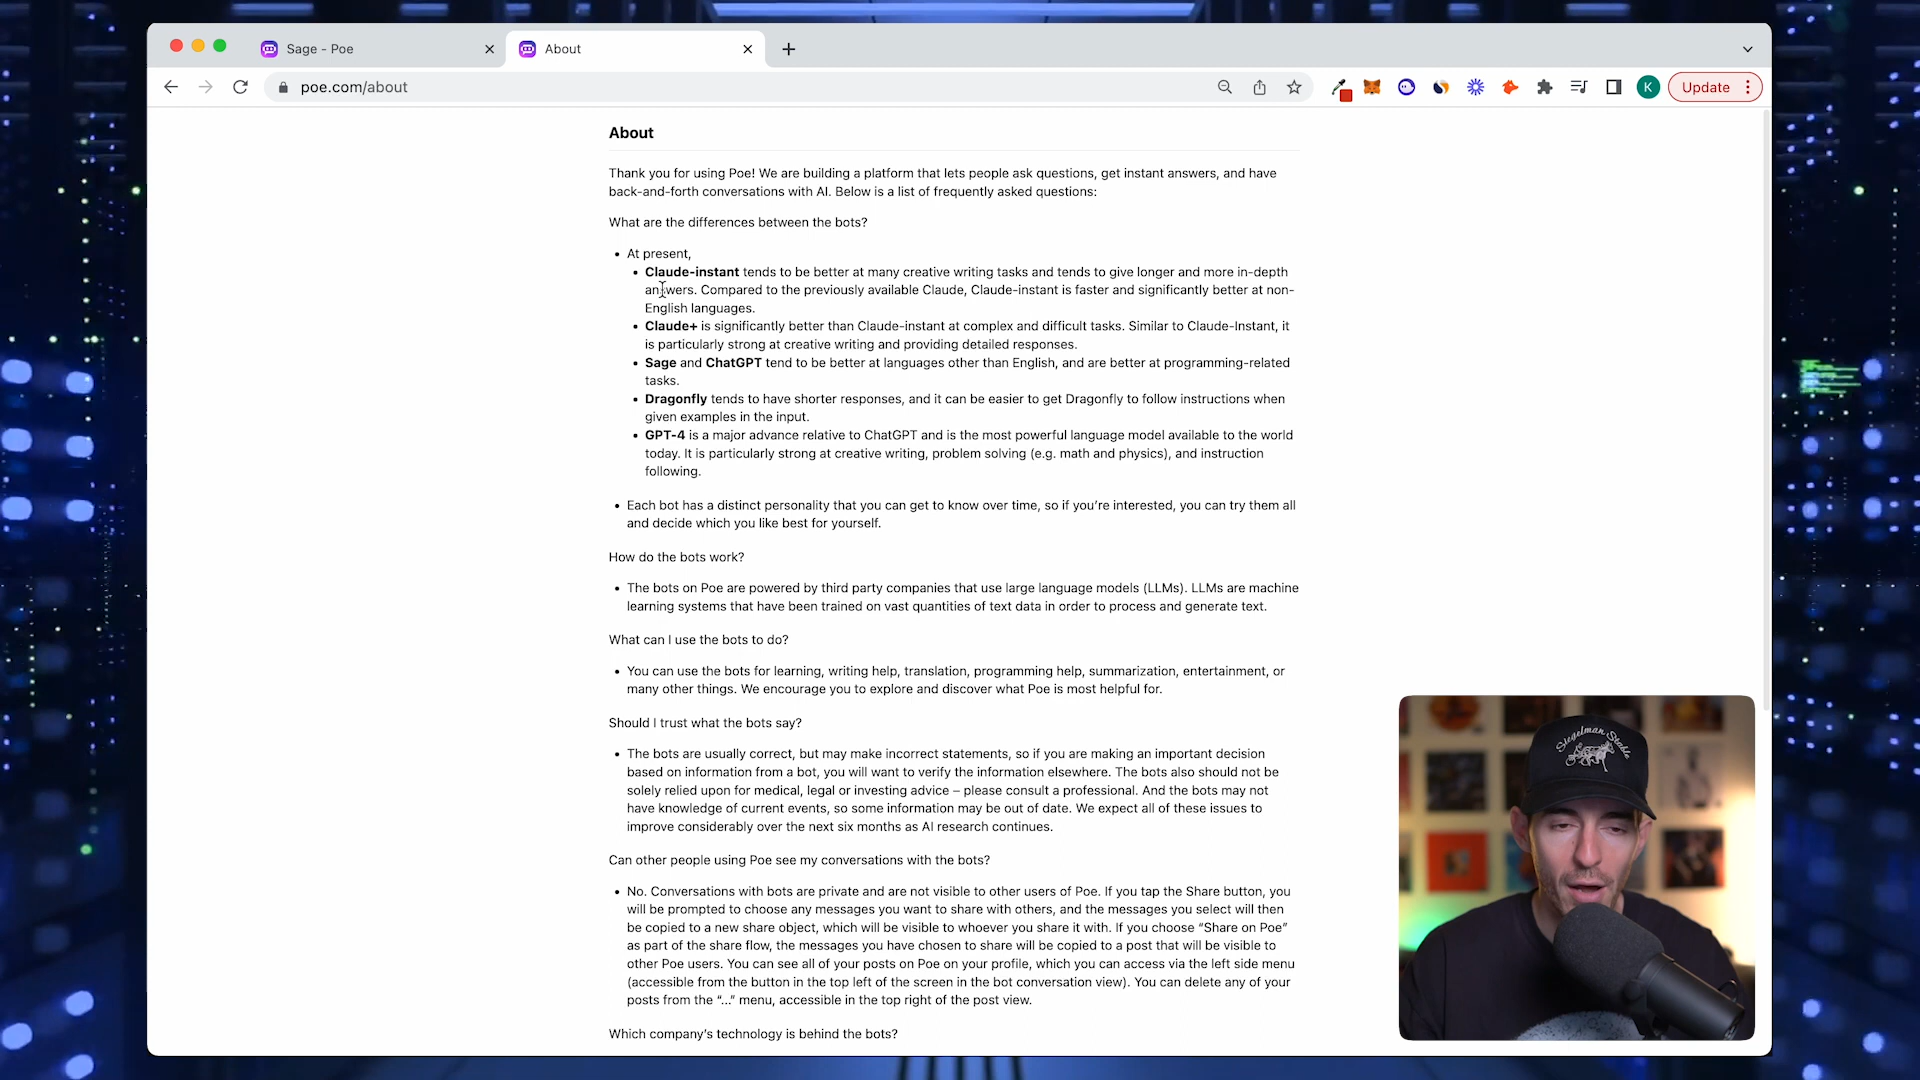 Sage - Poe
About
poe.com/about
K
Update
About
Thank you for using Poe! We are building a platform that lets people ask questions, get instant answers, and have
back-and-forth conversations with AI. Below is a list of frequently asked questions:
What are the differences between the bots?
• At present,
• Claude-instant tends to be better at many creative writing tasks and tends to give longer and more in-depth
answers. Compared to the previously available Claude, Claude-instant is faster and significantly better at non-
English languages.
• Claude+ is significantly better than Claude-instant at complex and difficult tasks. Similar to Claude-Instant, it
is particularly strong at creative writing and providing detailed responses.
• Sage and ChatGPT tend to be better at languages other than English, and are better at programming-related
tasks.
• Dragonfly tends to have shorter responses, and it can be easier to get Dragonfly to follow instructions when
given examples in the input.
• GPT-4 is a major advance relative to ChatGPT and is the most powerful language model available to the world
today. It is particularly strong at creative writing, problem solving (e.g. math and physics), and instruction
following.
• Each bot has a distinct personality that you can get to know over time, so if you're interested, you can try them all
and decide which you like best for yourself.
How do the bots work?
• The bots on Poe are powered by third party companies that use large language models (LLMs). LLMs are machine
learning systems that have been trained on vast quantities of text data in order to process and generate text.
What can I use the bots to do?
• You can use the bots for learning, writing help, translation, programming help, summarization, entertainment, or
many other things. We encourage you to explore and discover what Poe is most helpful for.
Should I trust what the bots say?
• The bots are usually correct, but may make incorrect statements, so if you are making an important decision
based on information from a bot, you will want to verify the information elsewhere. The bots also should not be
solely relied upon for medical, legal or investing advice – please consult a professional. And the bots may not
have knowledge of current events, so some information may be out of date. We expect all of these issues to
improve considerably over the next six months as AI research continues.
Can other people using Poe see my conversations with the bots?
• No. Conversations with bots are private and are not visible to other users of Poe. If you tap the Share button, you
will be prompted to choose any messages you want to share with others, and the messages you select will then
be copied to a new share object, which will be visible to whoever you share it with. If you choose “Share on Poe”
as part of the share flow, the messages you have chosen to share will be copied to a post that will be visible to
other Poe users. You can see all of your posts on Poe on your profile, which you can access via the left side menu
(accessible from the button in the top left of the screen in the bot conversation view). You can delete any of your
posts from the “...” menu, accessible in the top right of the post view.
Which company's technology is behind the bots?
Siegelman Stable